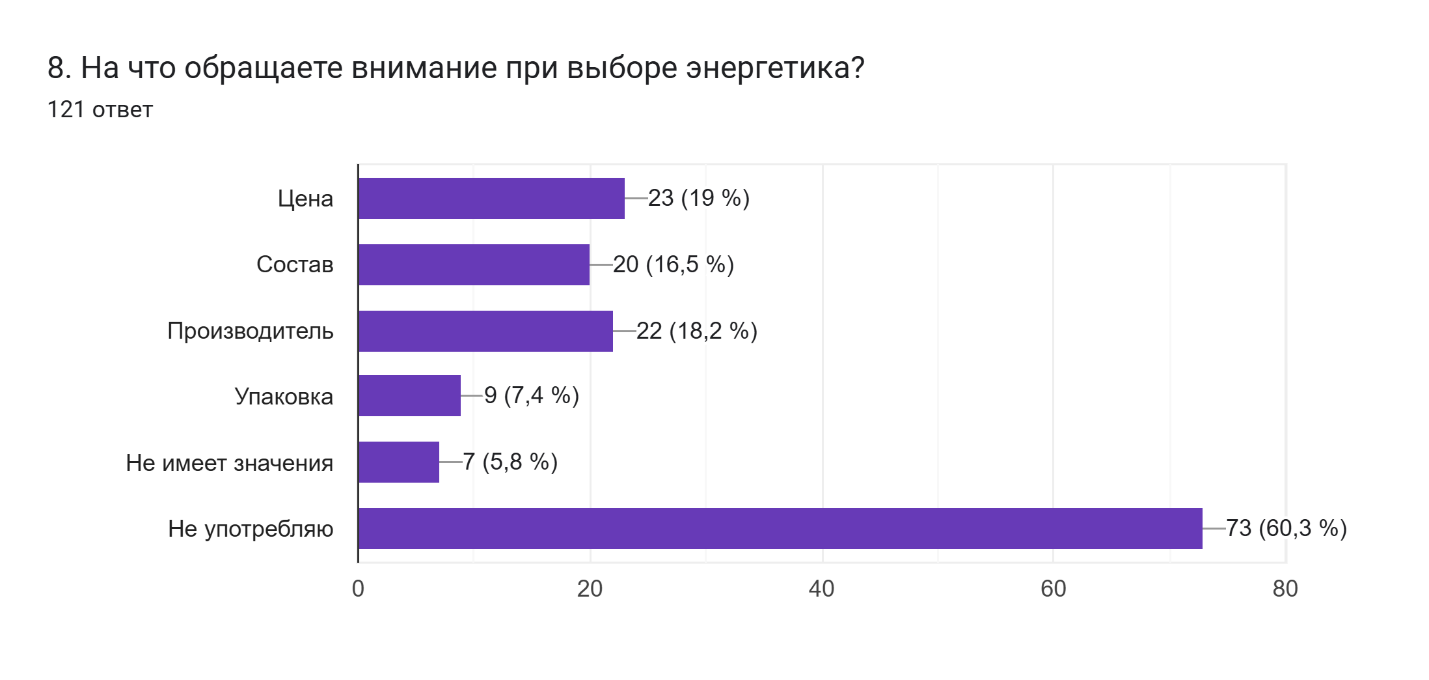 8. На что обращаете внимание при выборе энергетика?
121 ответ
Цена 23 (19 %)
Состав 20 (16,5 %)
Производитель 22 (18,2 %)
Упаковка 9 (7,4 %)
Не имеет значения 7 (5,8 %)
Не употребляю 73 (60,3 %)
0 20 40 60 80